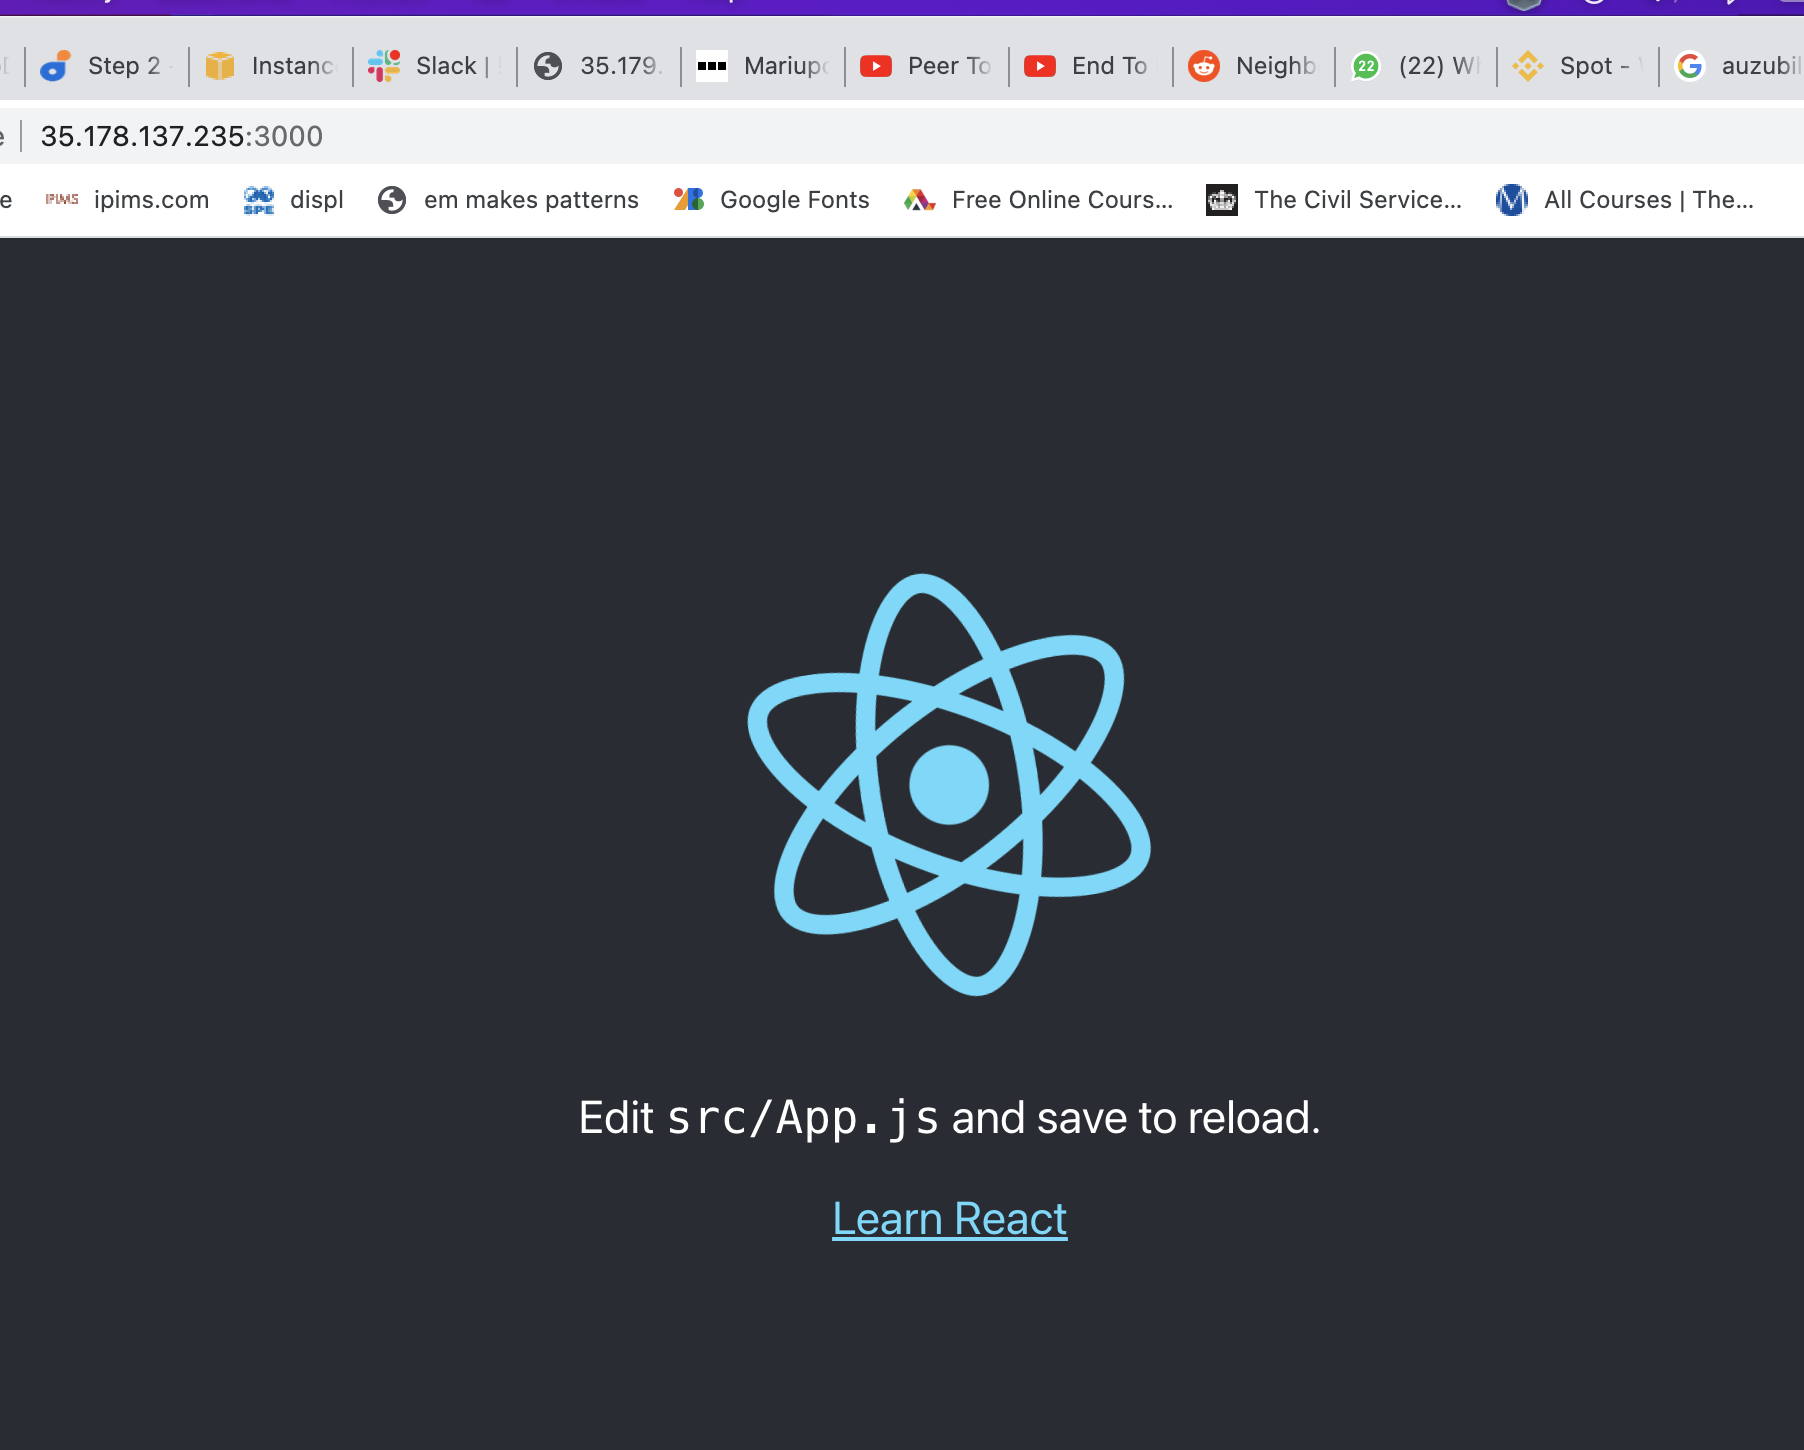 Step 2
Instanc
Slack |
35.179.
Mariupo
Peer To
End To
Neighb
22
(22) W
Spot -
auzubil
e
35.178.137.235:3000
e
IPIMS
ipims.com
SPE
displ
em makes patterns
Google Fonts
Free Online Cours...
The Civil Service...
M
All Courses | The...
Edit src/App.js and save to reload.
Learn React